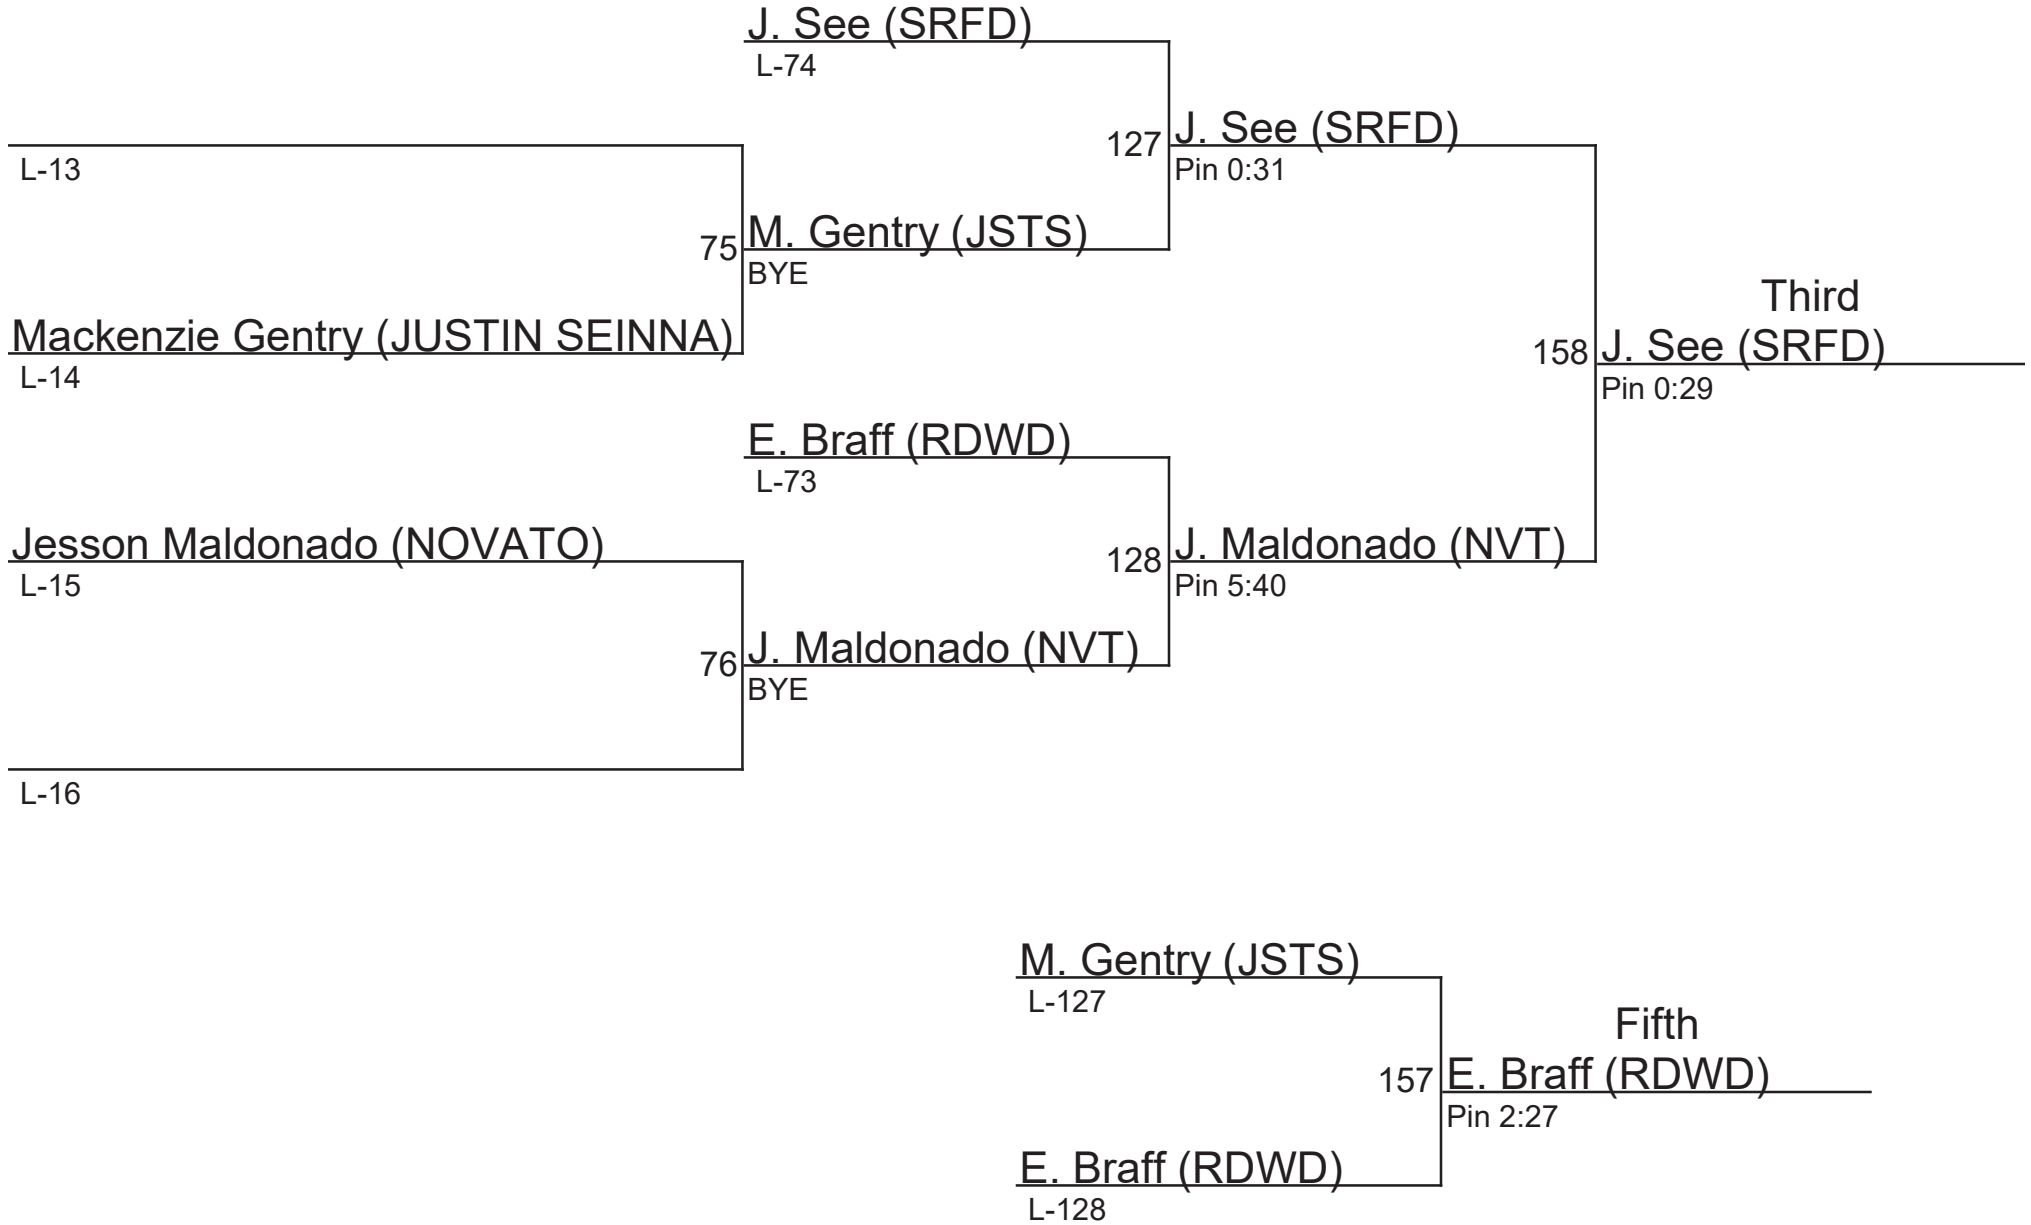 J. See (SRFD)
L-74
127
J. See (SRFD)
Pin 0:31
L-13
75
M. Gentry (JSTS)
BYE
Mackenzie Gentry (JUSTIN SEINNA)
L-14
Third
158
J. See (SRFD)
Pin 0:29
E. Braff (RDWD)
L-73
Jesson Maldonado (NOVATO)
L-15
128
J. Maldonado (NVT)
Pin 5:40
76
J. Maldonado (NVT)
BYE
L-16
M. Gentry (JSTS)
L-127
Fifth
157
E. Braff (RDWD)
Pin 2:27
E. Braff (RDWD)
L-128